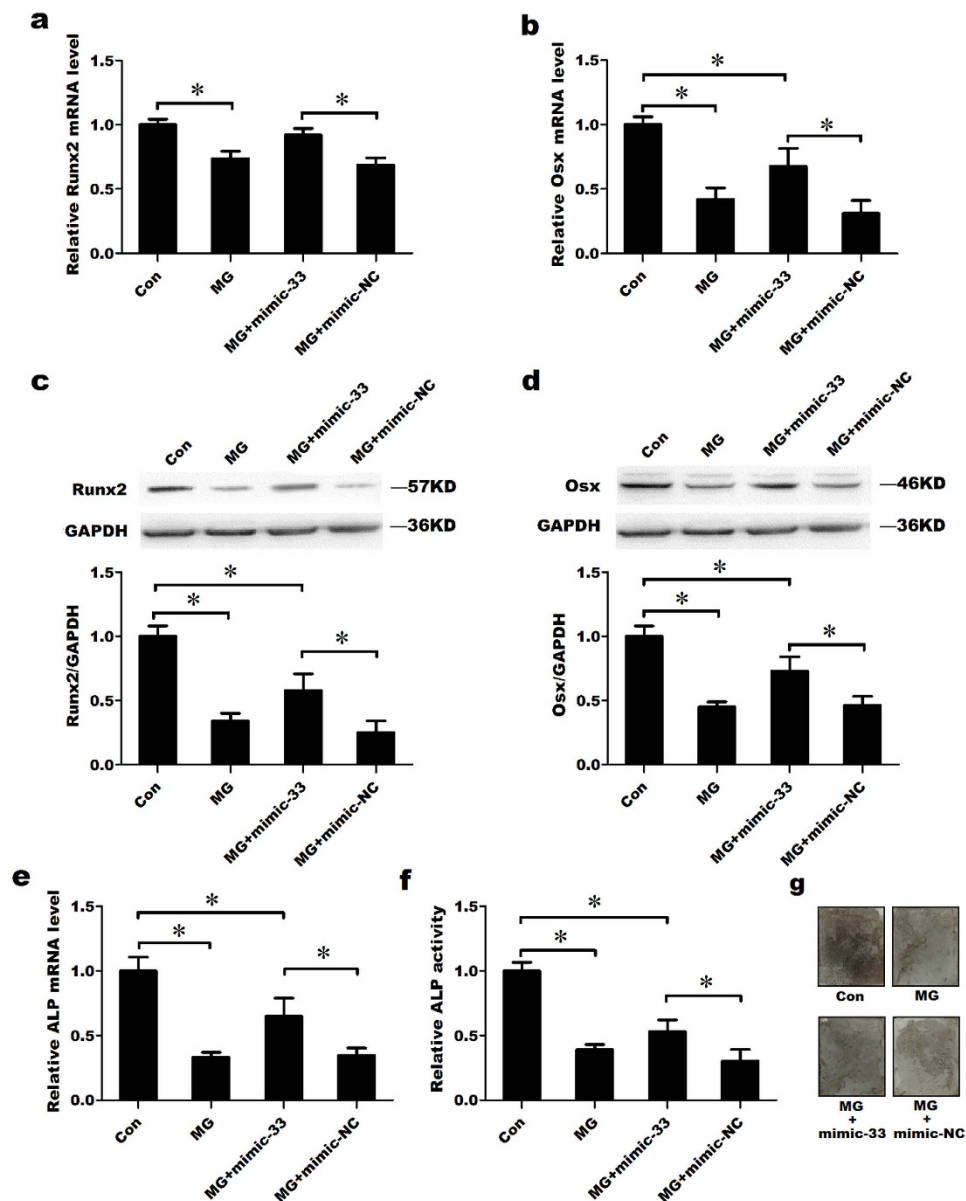 a
Relative Runx2 mRNA level
1.5
1.0
0.5
0.0
*
*
Con
MG
MG+mimic-33
MG+mimic-NC
b
Relative Osx mRNA level
1.5
1.0
0.5
0.0
*
*
*
Con
MG
MG+mimic-33
MG+mimic-NC
c
Con
MG
MG+mimic-33
MG+mimic-NC
Runx2
—57KD
GAPDH
—36KD
Runx2/GAPDH
1.5
1.0
0.5
0.0
*
*
*
Con
MG
MG+mimic-33
MG+mimic-NC
d
Con
MG
MG+mimic-33
MG+mimic-NC
Osx
—46KD
GAPDH
—36KD
Osx/GAPDH
1.5
1.0
0.5
0.0
*
*
*
Con
MG
MG+mimic-33
MG+mimic-NC
e
Relative ALP mRNA level
1.5
1.0
0.5
0.0
*
*
*
Con
MG
MG+mimic-33
MG+mimic-NC
f
Relative ALP activity
1.5
1.0
0.5
0.0
*
*
*
Con
MG
MG+mimic-33
MG+mimic-NC
g
Con
MG
MG
+
mimic-33
MG
+
mimic-NC